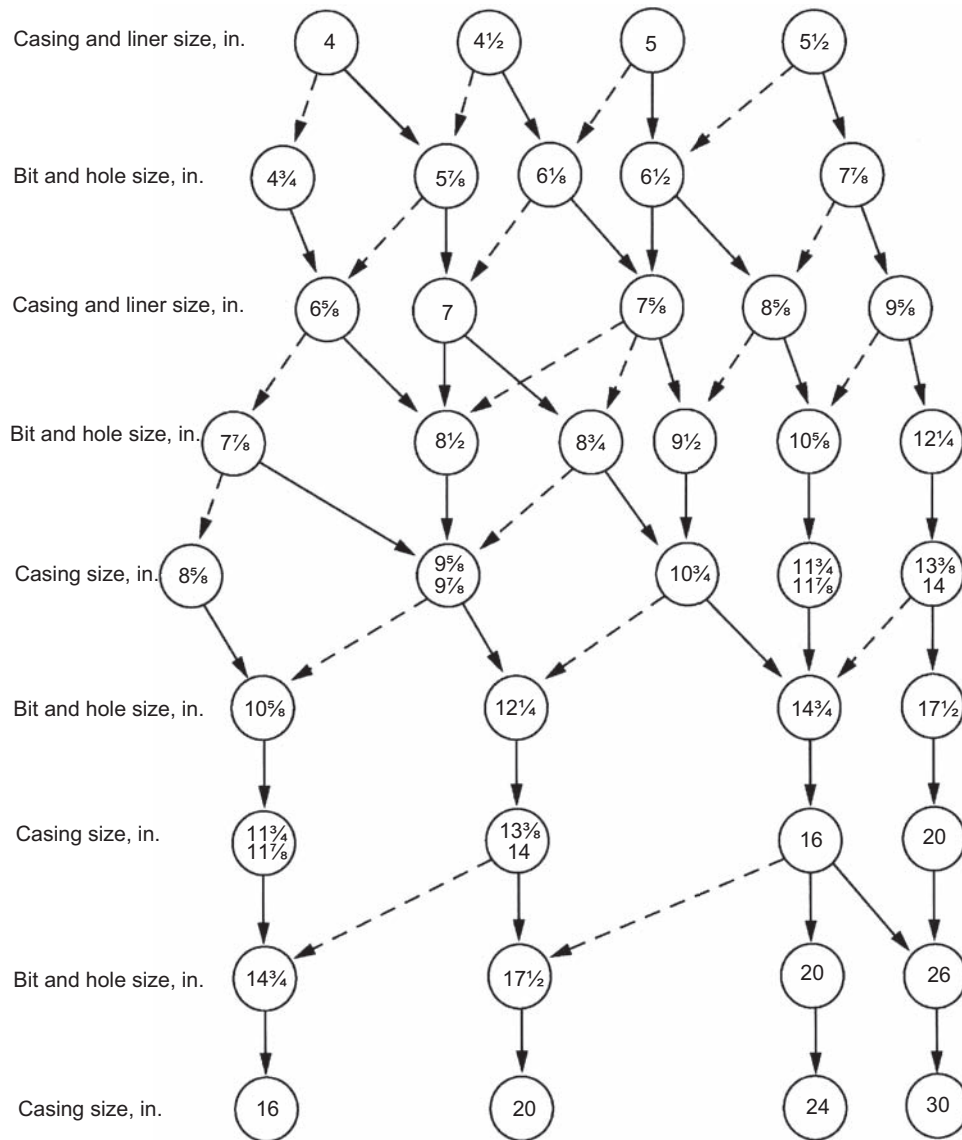 Casing and liner size, in. 4 4½ 5 5½
Bit and hole size, in. 4¾ 5⅞ 6⅛ 6½ 7⅞
Casing and liner size, in. 6⅝ 7 7⅝ 8⅝ 9⅝
Bit and hole size, in. 7⅞ 8½ 8¾ 9½ 10⅝ 12¼
Casing size, in. 8⅝ 9⅝ 9⅞ 10¾ 11¾ 11⅞ 13⅜ 14
Bit and hole size, in. 10⅝ 12¼ 14¾ 17½
Casing size, in. 11¾ 11⅞ 13⅜ 14 16 20
Bit and hole size, in. 14¾ 17½ 20 26
Casing size, in. 16 20 24 30